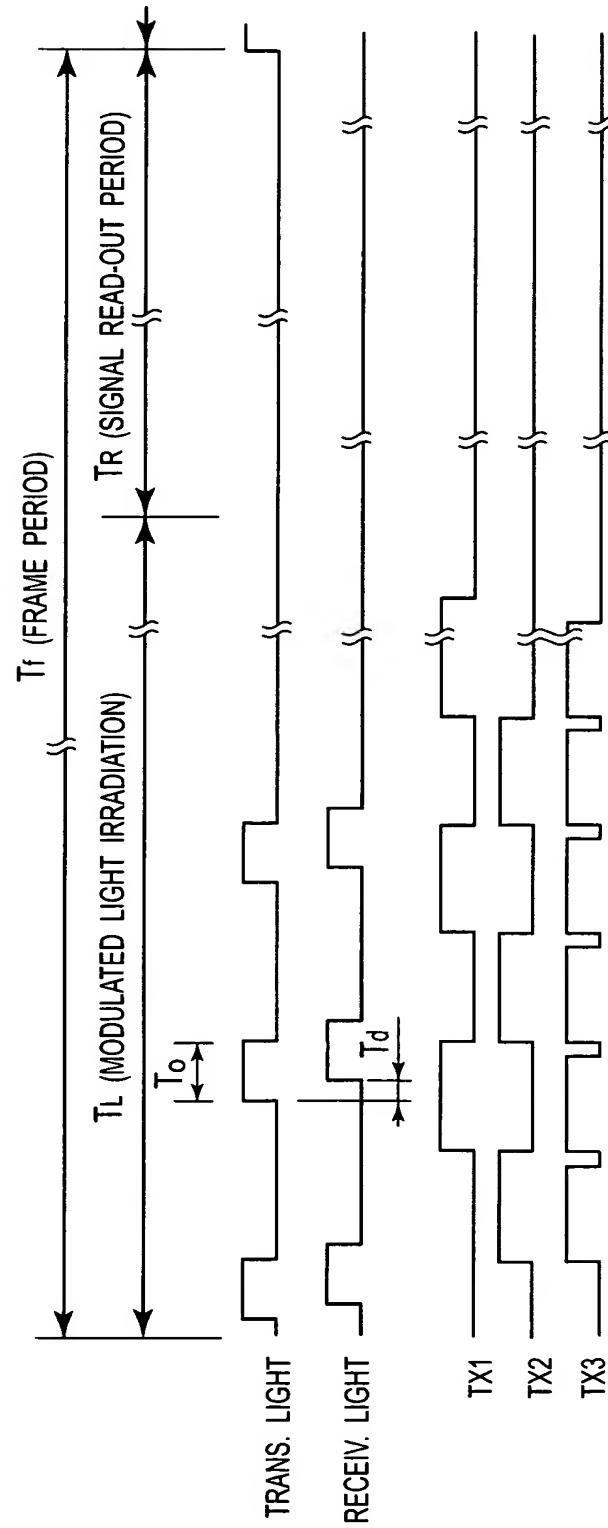 Tf (FRAME PERIOD)
TL (MODULATED LIGHT IRRADIATION)
TR (SIGNAL READ-OUT PERIOD)
To
TRANS. LIGHT
RECEIV. LIGHT
Td
TX1
TX2
TX3